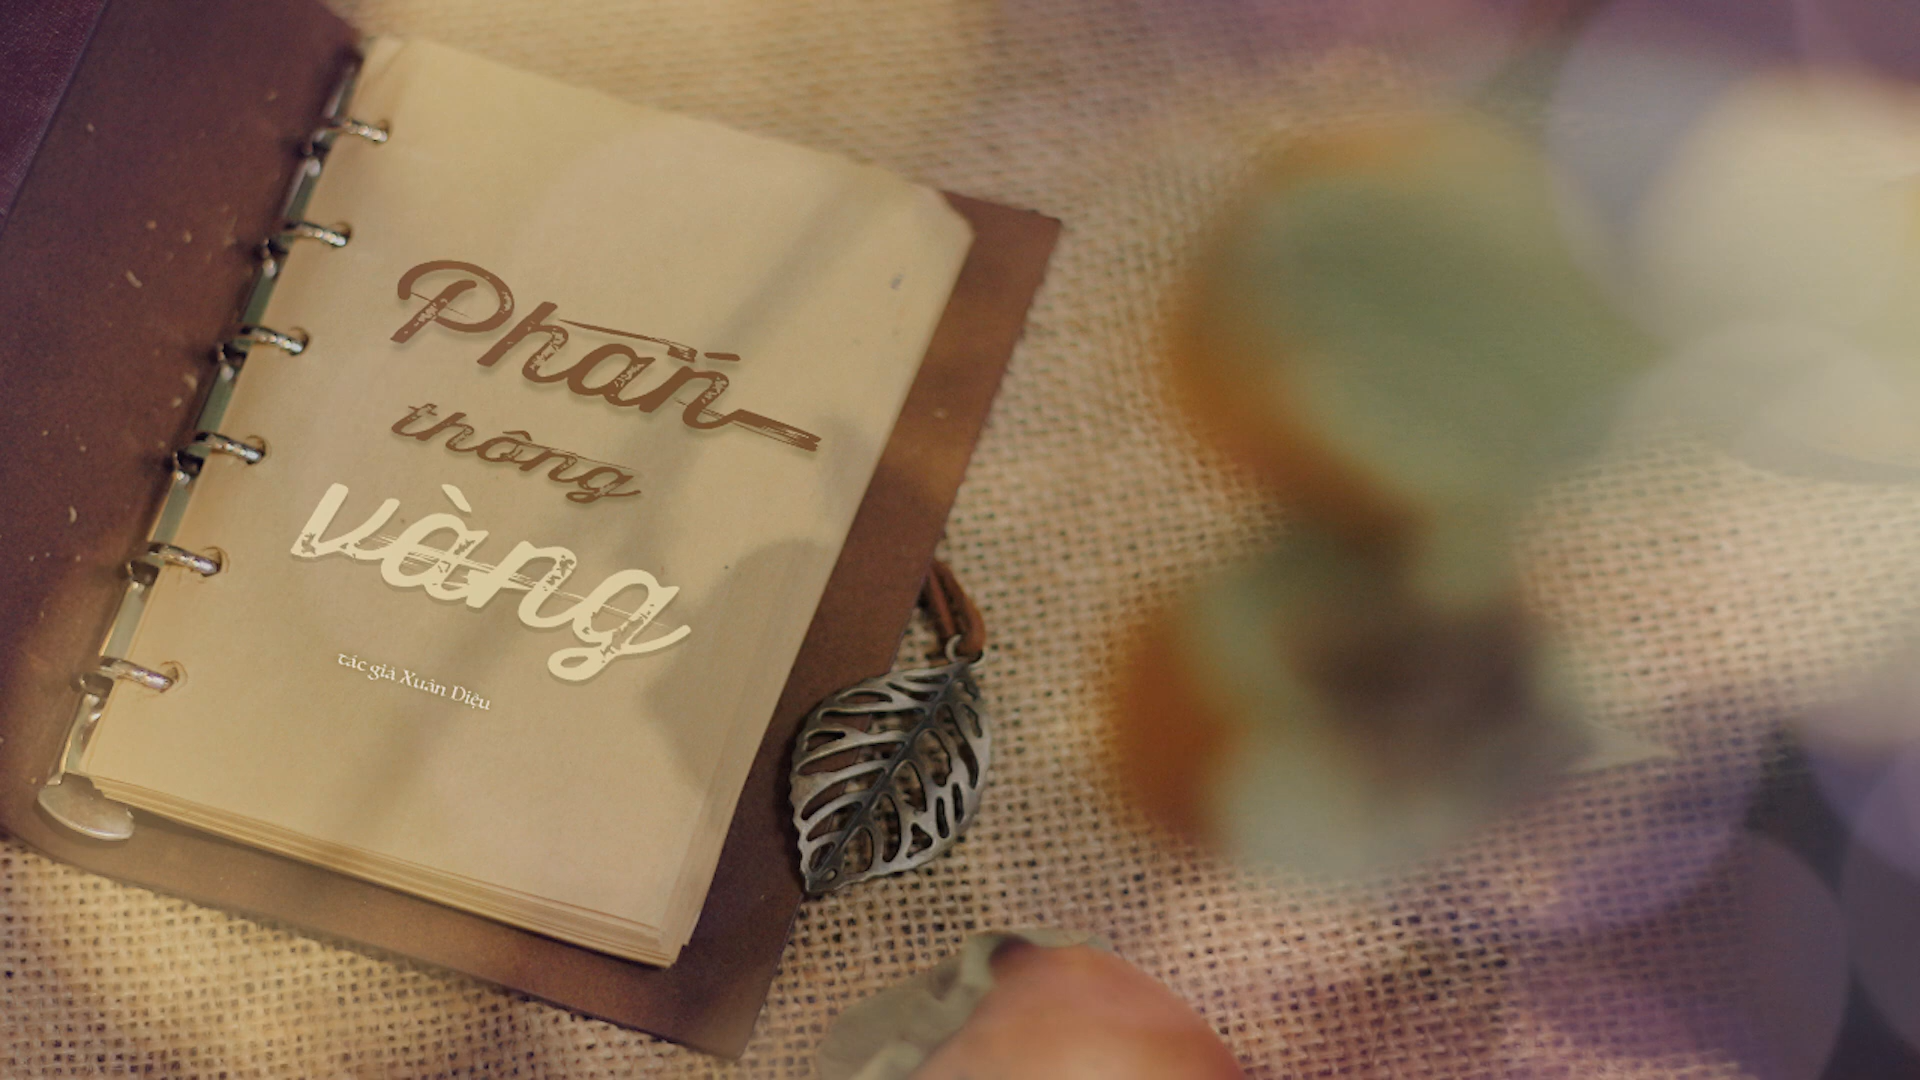 Phấn
thông
vàng
tác giả Xuân Diệu